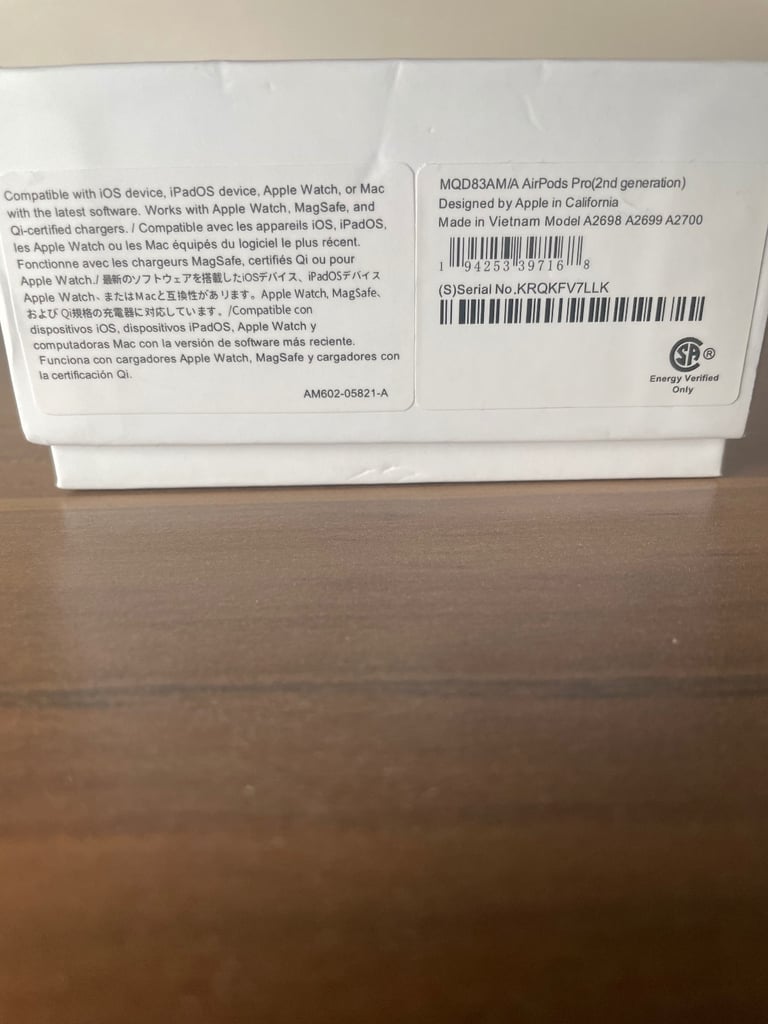 Compatible with iOS device, iPadOS device, Apple Watch, or Mac
with the latest software. Works with Apple Watch, MagSafe, and
Qi-certified chargers. / Compatible avec les appareils iOS, iPadOS,
les Apple Watch ou les Mac équipés du logiciel le plus récent.
Fonctionne avec les chargeurs MagSafe, certifiés Qi ou pour
Apple Watch./ 最新のソフトウェアを搭載したiOSデバイス、iPadOSデバイス
Apple Watch、またはMacと互換性があります。Apple Watch, MagSafe、
および Qi規格の充電器に対応しています。/Compatible con
dispositivos iOS, dispositivos iPadOS, Apple Watch y
computadoras Mac con la versión de software más reciente.
Funciona con cargadores Apple Watch, MagSafe y cargadores con
la certificación Qi.
AM602-05821-A
MQD83AM/A AirPods Pro(2nd generation)
Designed by Apple in California
Made in Vietnam Model A2698 A2699 A2700
1 94253 39716 8
(S)Serial No.KRQKFV7LLK
SA ®
Energy Verified
Only